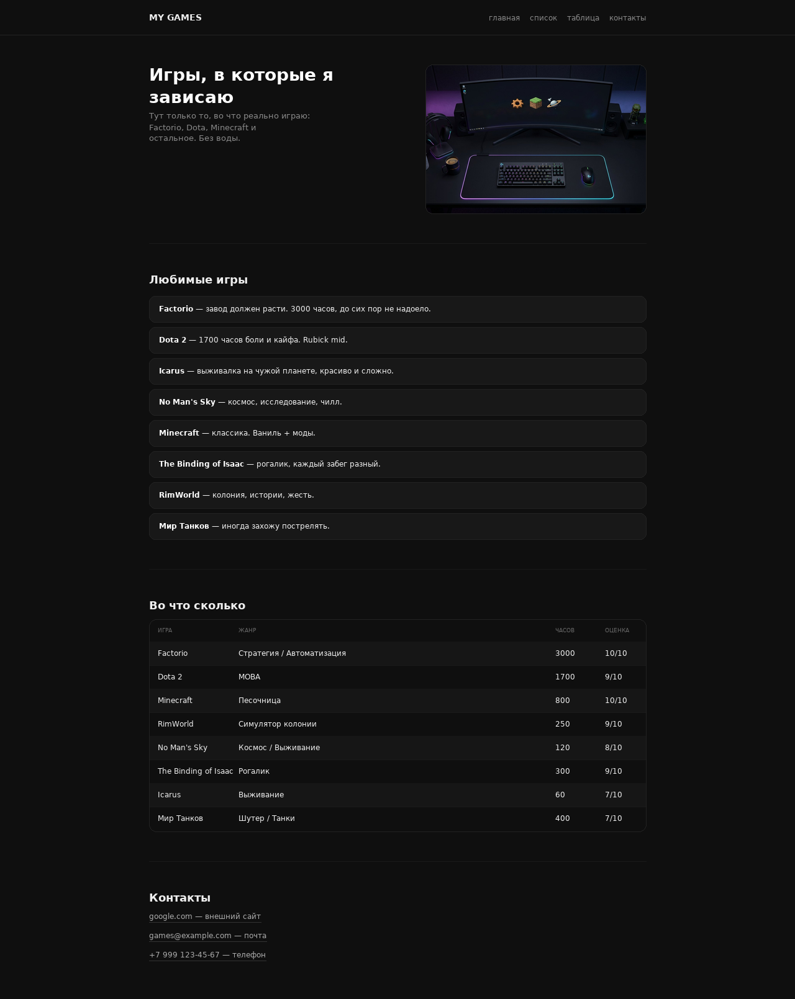 MY GAMES
главная список таблица контакты
Игры, в которые я
зависаю
Тут только то, во что реально играю:
Factorio, Dota, Minecraft и
остальное. Без воды.
Любимые игры
Factorio — завод должен расти. 3000 часов, до сих пор не надоело.
Dota 2 — 1700 часов боли и кайфа. Rubick mid.
Icarus — выживалка на чужой планете, красиво и сложно.
No Man's Sky — космос, исследование, чилл.
Minecraft — классика. Ваниль + моды.
The Binding of Isaac — рогалик, каждый забег разный.
RimWorld — колония, истории, жесть.
Мир Танков — иногда захожу пострелять.
Во что сколько
ИГРА ЖАНР ЧАСОВ ОЦЕНКА
Factorio Стратегия / Автоматизация 3000 10/10
Dota 2 MOBA 1700 9/10
Minecraft Песочница 800 10/10
RimWorld Симулятор колонии 250 9/10
No Man's Sky Космос / Выживание 120 8/10
The Binding of Isaac Рогалик 300 9/10
Icarus Выживание 60 7/10
Мир Танков Шутер / Танки 400 7/10
Контакты
google.com — внешний сайт
games@example.com — почта
+7 999 123-45-67 — телефон